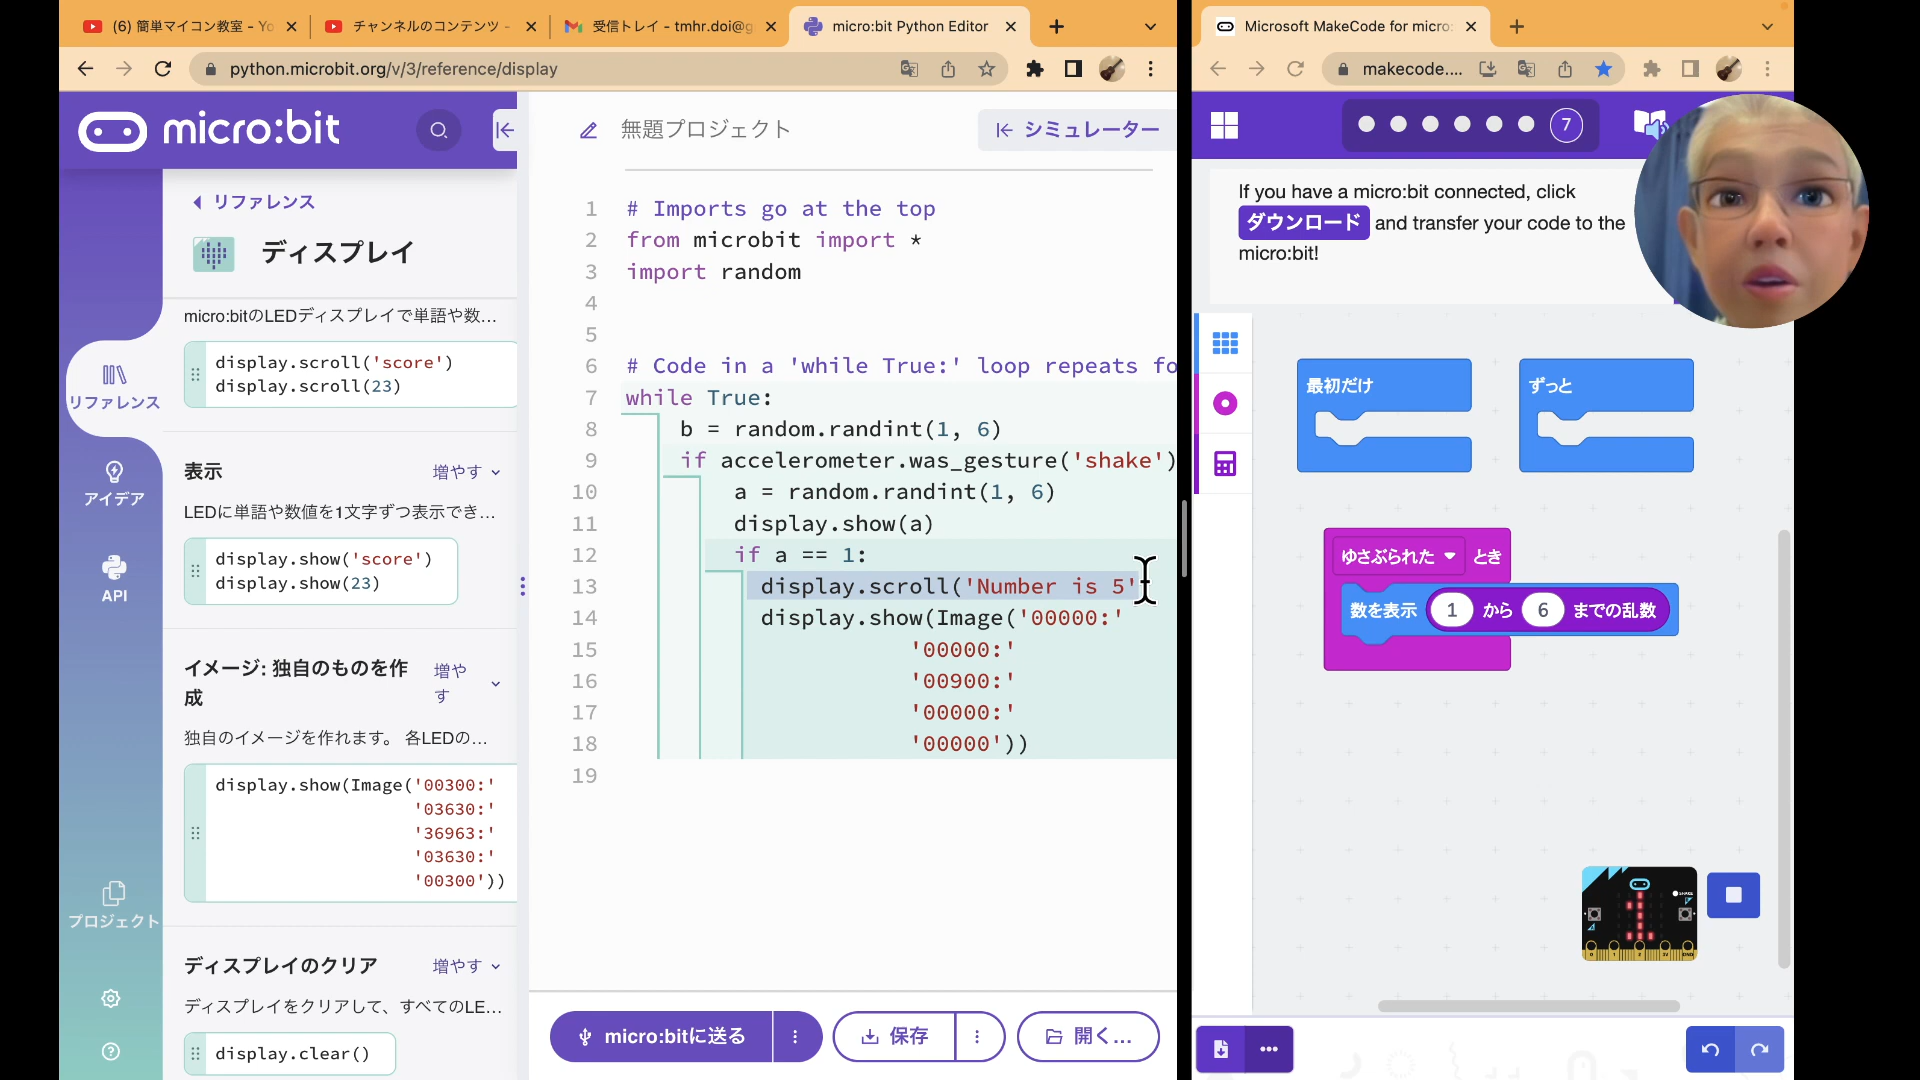 (6) 簡単マイコン教室 - Yo
チャンネルのコンテンツ -
受信トレイ - tmhr.doi@g
micro:bit Python Editor
python.microbit.org/v/3/reference/display
micro:bit
リファレンス
アイデア
API
プロジェクト
リファレンス
ディスプレイ
micro:bitのLEDディスプレイで単語や数...
display.scroll('score')
display.scroll(23)
表示
増やす
LEDに単語や数値を1文字ずつ表示でき...
display.show('score')
display.show(23)
イメージ: 独自のものを作
成
増や
す
独自のイメージを作れます。 各LEDの...
display.show(Image('00300:'
'03630:'
'36963:'
'03630:'
'00300'))
ディスプレイのクリア
増やす
ディスプレイをクリアして、すべてのLE...
display.clear()
無題プロジェクト
シミュレーター
1 # Imports go at the top
2 from microbit import *
3 import random
4
5
6 # Code in a 'while True:' loop repeats fo
7 while True:
8 b = random.randint(1, 6)
9 if accelerometer.was_gesture('shake')
10 a = random.randint(1, 6)
11 display.show(a)
12 if a == 1:
13 display.scroll('Number is 5'
14 display.show(Image('00000:'
15 '00000:'
16 '00900:'
17 '00000:'
18 '00000'))
19
micro:bitに送る
保存
開く...
Microsoft MakeCode for micro:
makecode....
7
If you have a micro:bit connected, click
ダウンロード and transfer your code to the
micro:bit!
最初だけ
ずっと
ゆさぶられた とき
数を表示 1 から 6 までの乱数